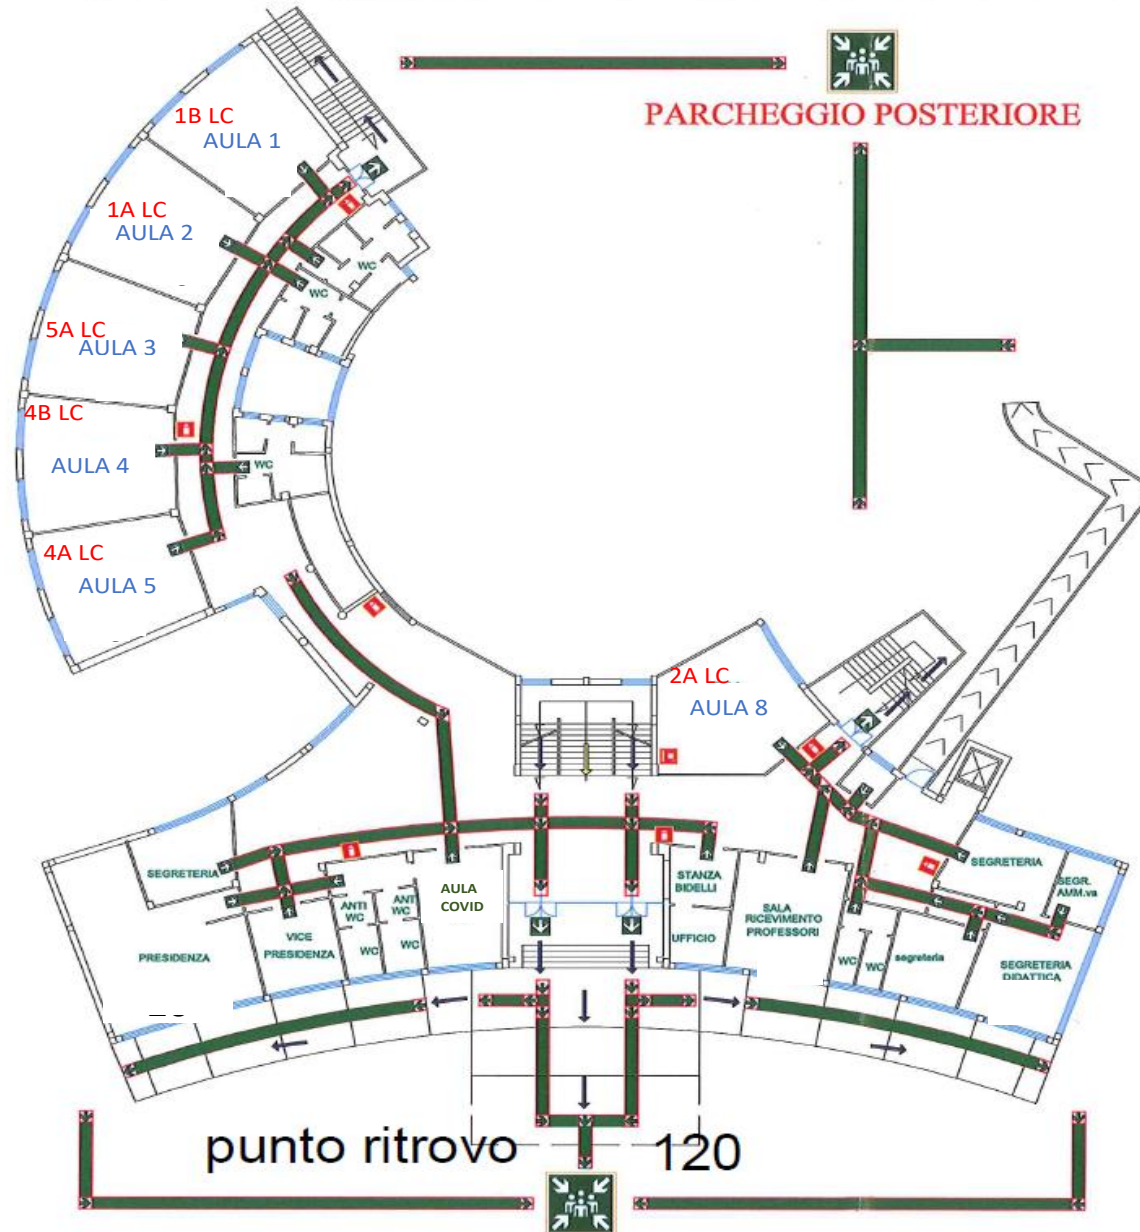 PARCHEGGIO POSTERIORE
1B LC
AULA 1
1A LC
AULA 2
WC
WC
5A LC
AULA 3
4B LC
AULA 4
WC
4A LC
AULA 5
2A LC
AULA 8
SEGRETERIA
PRESIDENZA
VICE
PRESIDENZA
ANTI
WC
ANT
WC
WC
WC
AULA
COVID
STANZA
BIDELLI
UFFICIO
SALA
RICEVIMENTO
PROFESSORI
WC
WC
segreteria
SEGRETERIA
SEGR.
AMM.va
SEGRETERIA
DIDATTICA
punto ritrovo 120